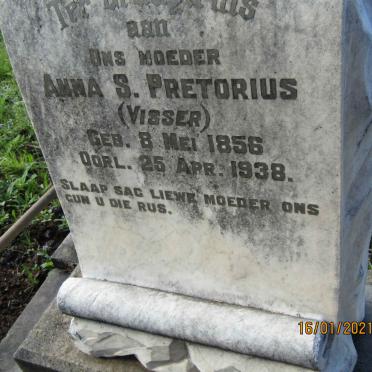 Ter
aan
Ons Moeder
Anna S. Pretorius
(Visser)
Geb. 8 Mei 1856
Oorl. 25 Apr. 1938.
Slaap sag liewe moeder ons
gun u die rus.
16/01/2021